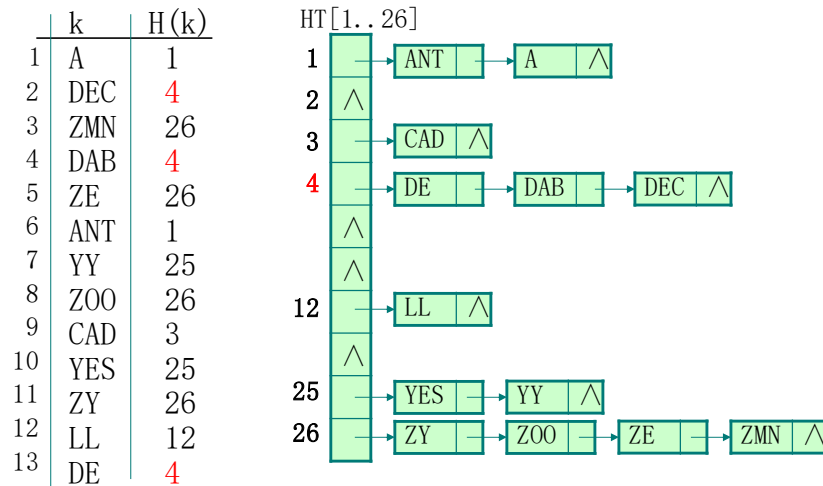 k H(k)
1 A 1
2 DEC 4
3 ZMN 26
4 DAB 4
5 ZE 26
6 ANT 1
7 YY 25
8 ZOO 26
9 CAD 3
10 YES 25
11 ZY 26
12 LL 12
13 DE 4
HT[1..26]
1 ANT A ∧
2 ∧
3 CAD ∧
4 DE DAB DEC ∧
∧
∧
12 LL ∧
∧
25 YES YY ∧
26 ZY ZOO ZE ZMN ∧